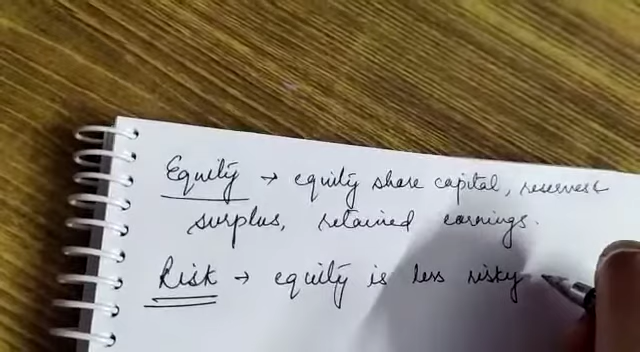 Equity → equity share capital, reserves &
surplus, retained earnings.
Risk → equity is less risky